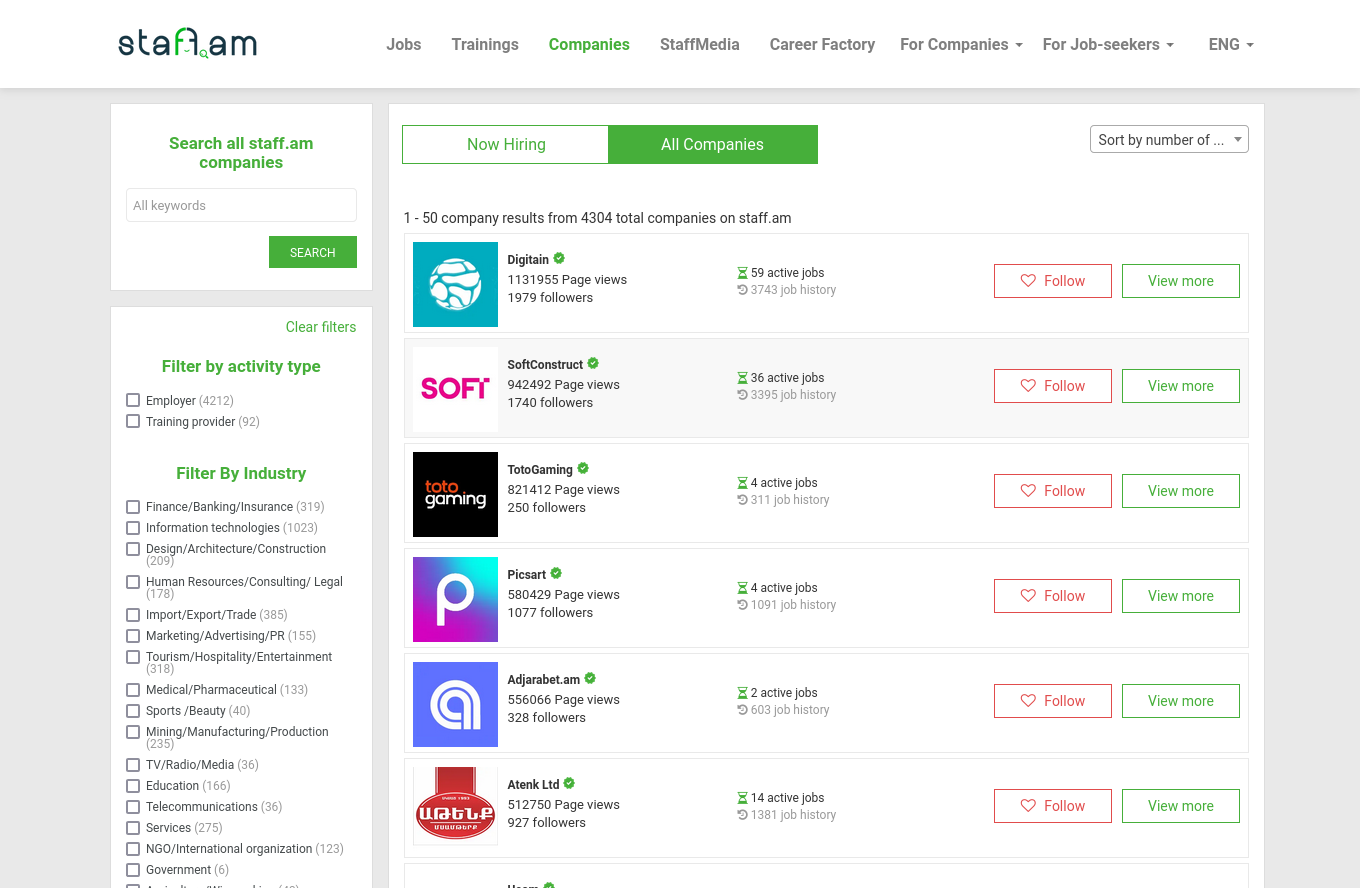 staff.am
Jobs
Trainings
Companies
StaffMedia
Career Factory
For Companies
For Job-seekers
ENG
Search all staff.am
companies
All keywords
SEARCH
Clear filters
Filter by activity type
Employer (4212)
Training provider (92)
Filter By Industry
Finance/Banking/Insurance (319)
Information technologies (1023)
Design/Architecture/Construction
(209)
Human Resources/Consulting/ Legal
(178)
Import/Export/Trade (385)
Marketing/Advertising/PR (155)
Tourism/Hospitality/Entertainment
(318)
Medical/Pharmaceutical (133)
Sports /Beauty (40)
Mining/Manufacturing/Production
(235)
TV/Radio/Media (36)
Education (166)
Telecommunications (36)
Services (275)
NGO/International organization (123)
Government (6)
Now Hiring
All Companies
Sort by number of ...
1 - 50 company results from 4304 total companies on staff.am
Digitain
1131955 Page views
1979 followers
59 active jobs
3743 job history
Follow
View more
SOFT
SoftConstruct
942492 Page views
1740 followers
36 active jobs
3395 job history
Follow
View more
toto
gaming
TotoGaming
821412 Page views
250 followers
4 active jobs
311 job history
Follow
View more
Picsart
580429 Page views
1077 followers
4 active jobs
1091 job history
Follow
View more
Adjarabet.am
556066 Page views
328 followers
2 active jobs
603 job history
Follow
View more
ԱԹԵՆՔ
ՄՍԱՄԹԵՐՔ
Atenk Ltd
512750 Page views
927 followers
14 active jobs
1381 job history
Follow
View more